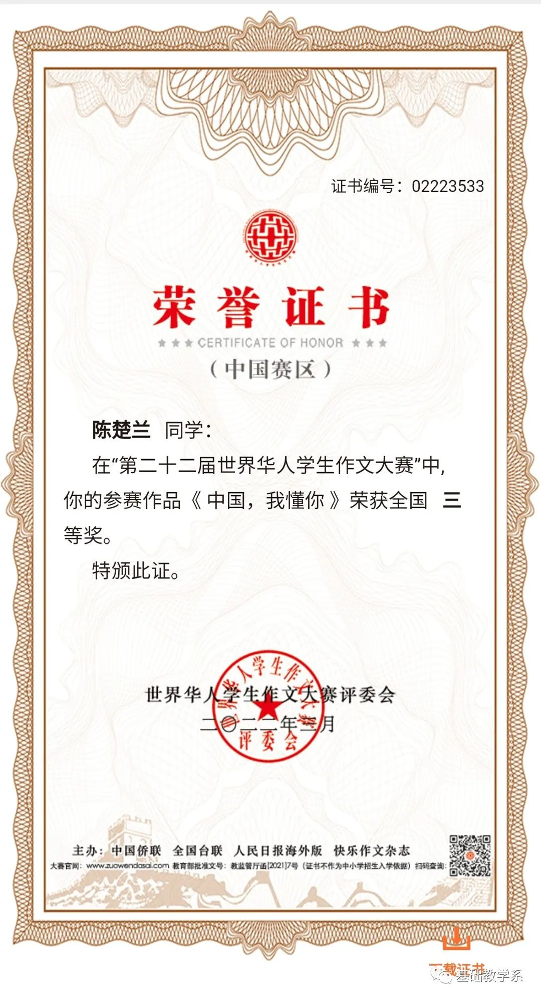 证书编号：02223533
荣誉证书
★★★CERTIFICATE OF HONOR★★★
（中国赛区）
陈楚兰 同学：
在“第二十二届世界华人学生作文大赛”中，
你的参赛作品《 中国，我懂你 》荣获全国 三
等奖。
特颁此证。
世界华人学生作文大赛评委会
二〇二二年三月
世界华人学生作文大赛
评委会
主办：中国侨联 全国台联 人民日报海外版 快乐作文杂志
大赛官网：www.zuowendasai.com 教育部批准文号：教监管厅函[2021]7号（证书不作为中小学招生入学依据）扫码查询：
下载证书
基础教学系